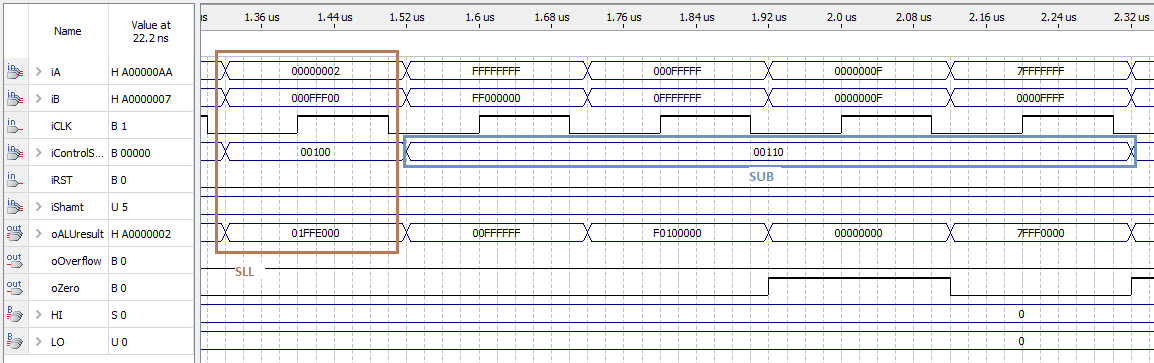 Name
Value at
22.2 ns
us
1.36 us
1.44 us
1.52 us
1.6 us
1.68 us
1.76 us
1.84 us
1.92 us
2.0 us
2.08 us
2.16 us
2.24 us
2.32 us
in > iA H A00000AA 00000002 FFFFFFFF 000FFFFF 0000000F 7FFFFFFF
in > iB H A0000007 000FFF00 FF000000 0FFFFFFF 0000000F 0000FFFF
in iCLK B 1
in > iControlS... B 00000 00100 00110
SUB
in iRST B 0
in > iShamt U 5
out > oALUresult H A0000002 01FFE000 00FFFFFF F0100000 00000000 7FFF0000
out oOverflow B 0
SLL
out oZero B 0
B > HI S 0 0
B > LO U 0 0